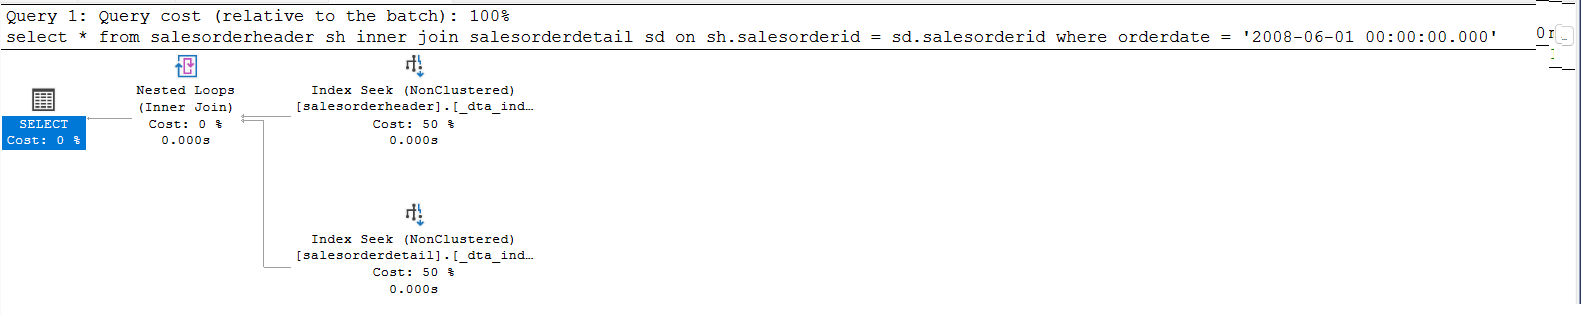 Query 1: Query cost (relative to the batch): 100%
select * from salesorderheader sh inner join salesorderdetail sd on sh.salesorderid = sd.salesorderid where orderdate = '2008-06-01 00:00:00.000'
SELECT
Cost: 0 %
Nested Loops
(Inner Join)
Cost: 0 %
0.000s
Index Seek (NonClustered)
[salesorderheader].[_dta_ind…
Cost: 50 %
0.000s
Index Seek (NonClustered)
[salesorderdetail].[_dta_ind…
Cost: 50 %
0.000s